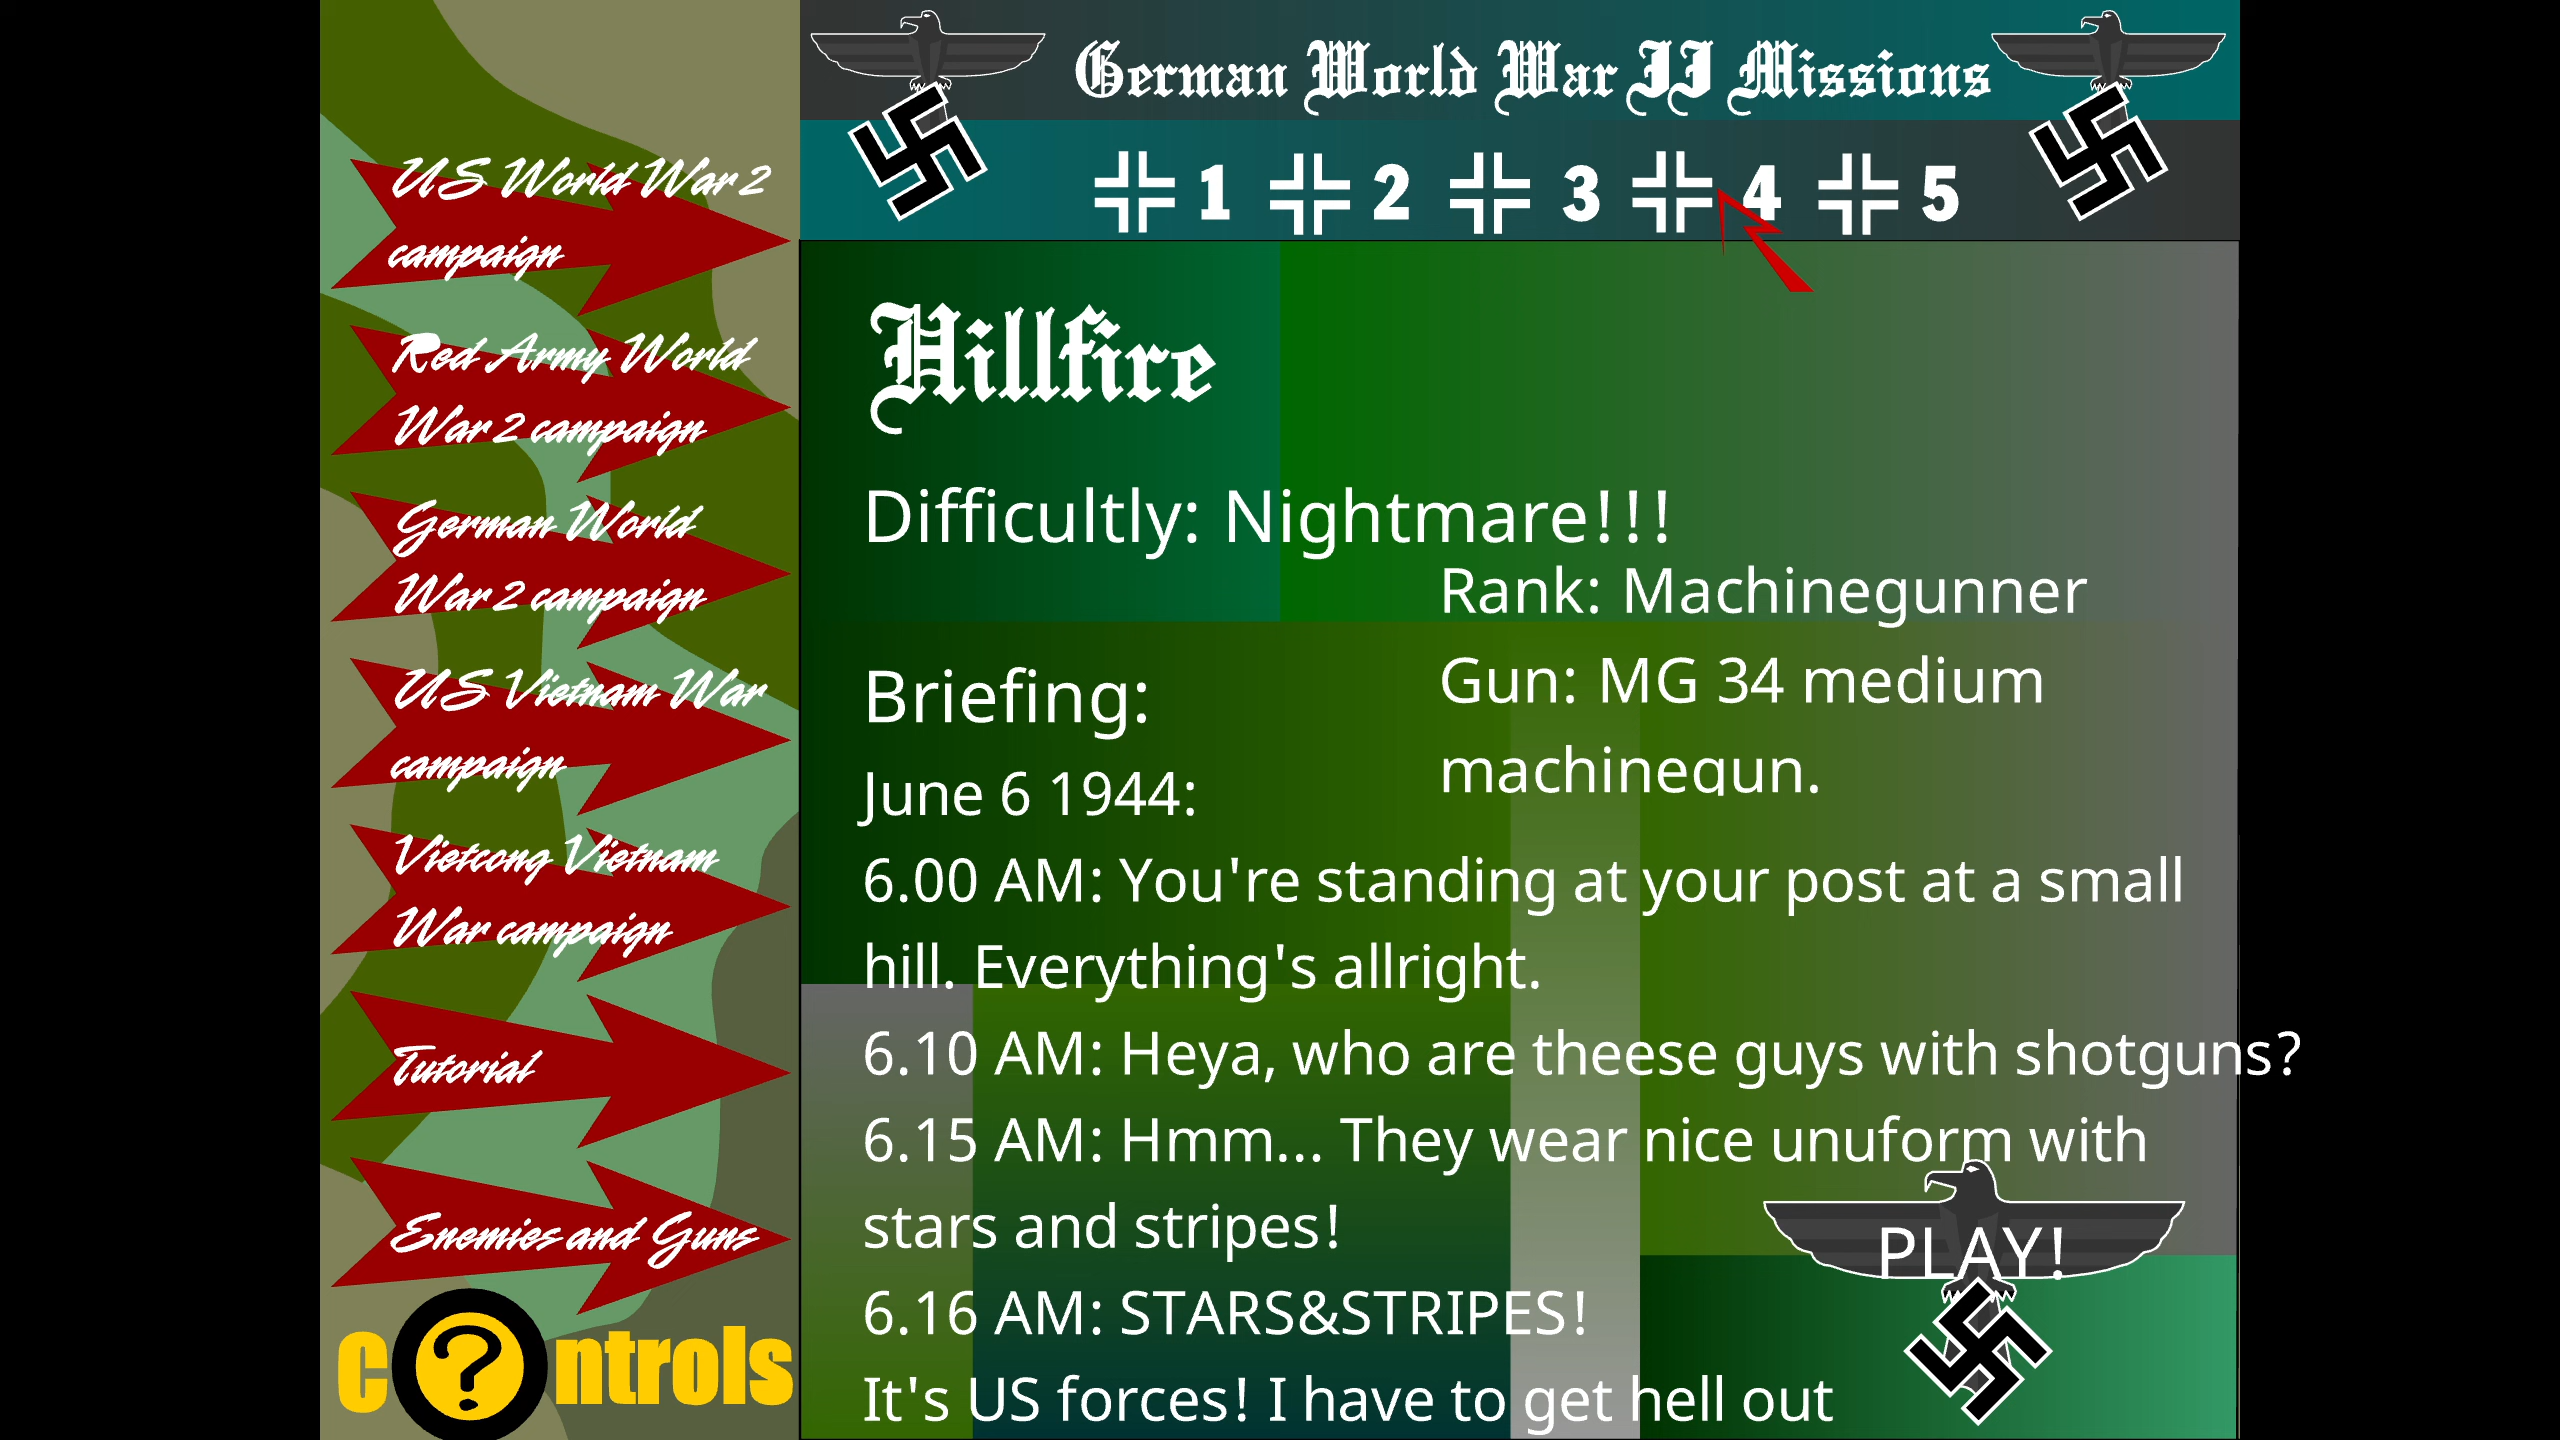 German World War II Missions
1 2 3 4 5
US World War 2
campaign
Red Army World
War 2 campaign
German World
War 2 campaign
US Vietnam War
campaign
Vietcong Vietnam
War campaign
Tutorial
Enemies and Guns
C?ntrols
Hillfire
Difficultly: Nightmare!!!
Rank: Machinegunner
Gun: MG 34 medium
machinegun.
Briefing:
June 6 1944:
6.00 AM: You're standing at your post at a small
hill. Everything's allright.
6.10 AM: Heya, who are theese guys with shotguns?
6.15 AM: Hmm... They wear nice unuform with
stars and stripes!
6.16 AM: STARS&STRIPES!
It's US forces! I have to get hell out
PLAY!